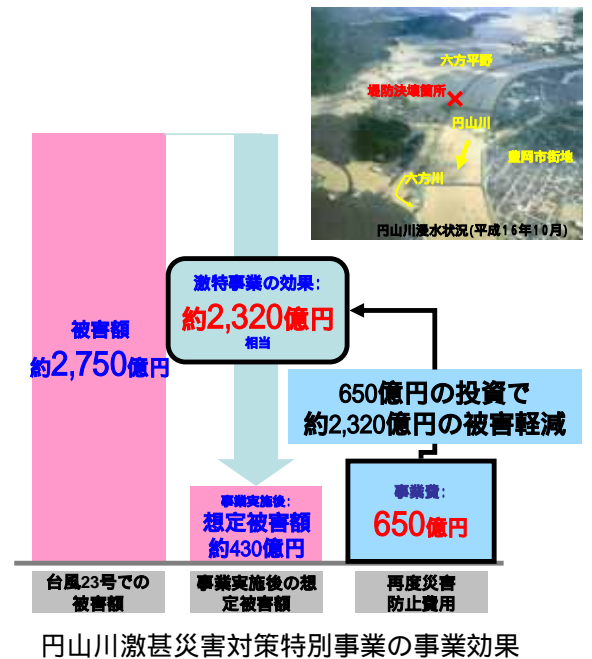 六方平野
堤防決壊箇所
円山川
豊岡市街地
六方川
円山川浸水状況(平成16年10月)
激特事業の効果:
約2,320億円
相当
被害額
約2,750億円
650億円の投資で
約2,320億円の被害軽減
事業実施後:
想定被害額
約430億円
事業費:
650億円
台風23号での
被害額
事業実施後の想
定被害額
再度災害
防止費用
円山川激甚災害対策特別事業の事業効果